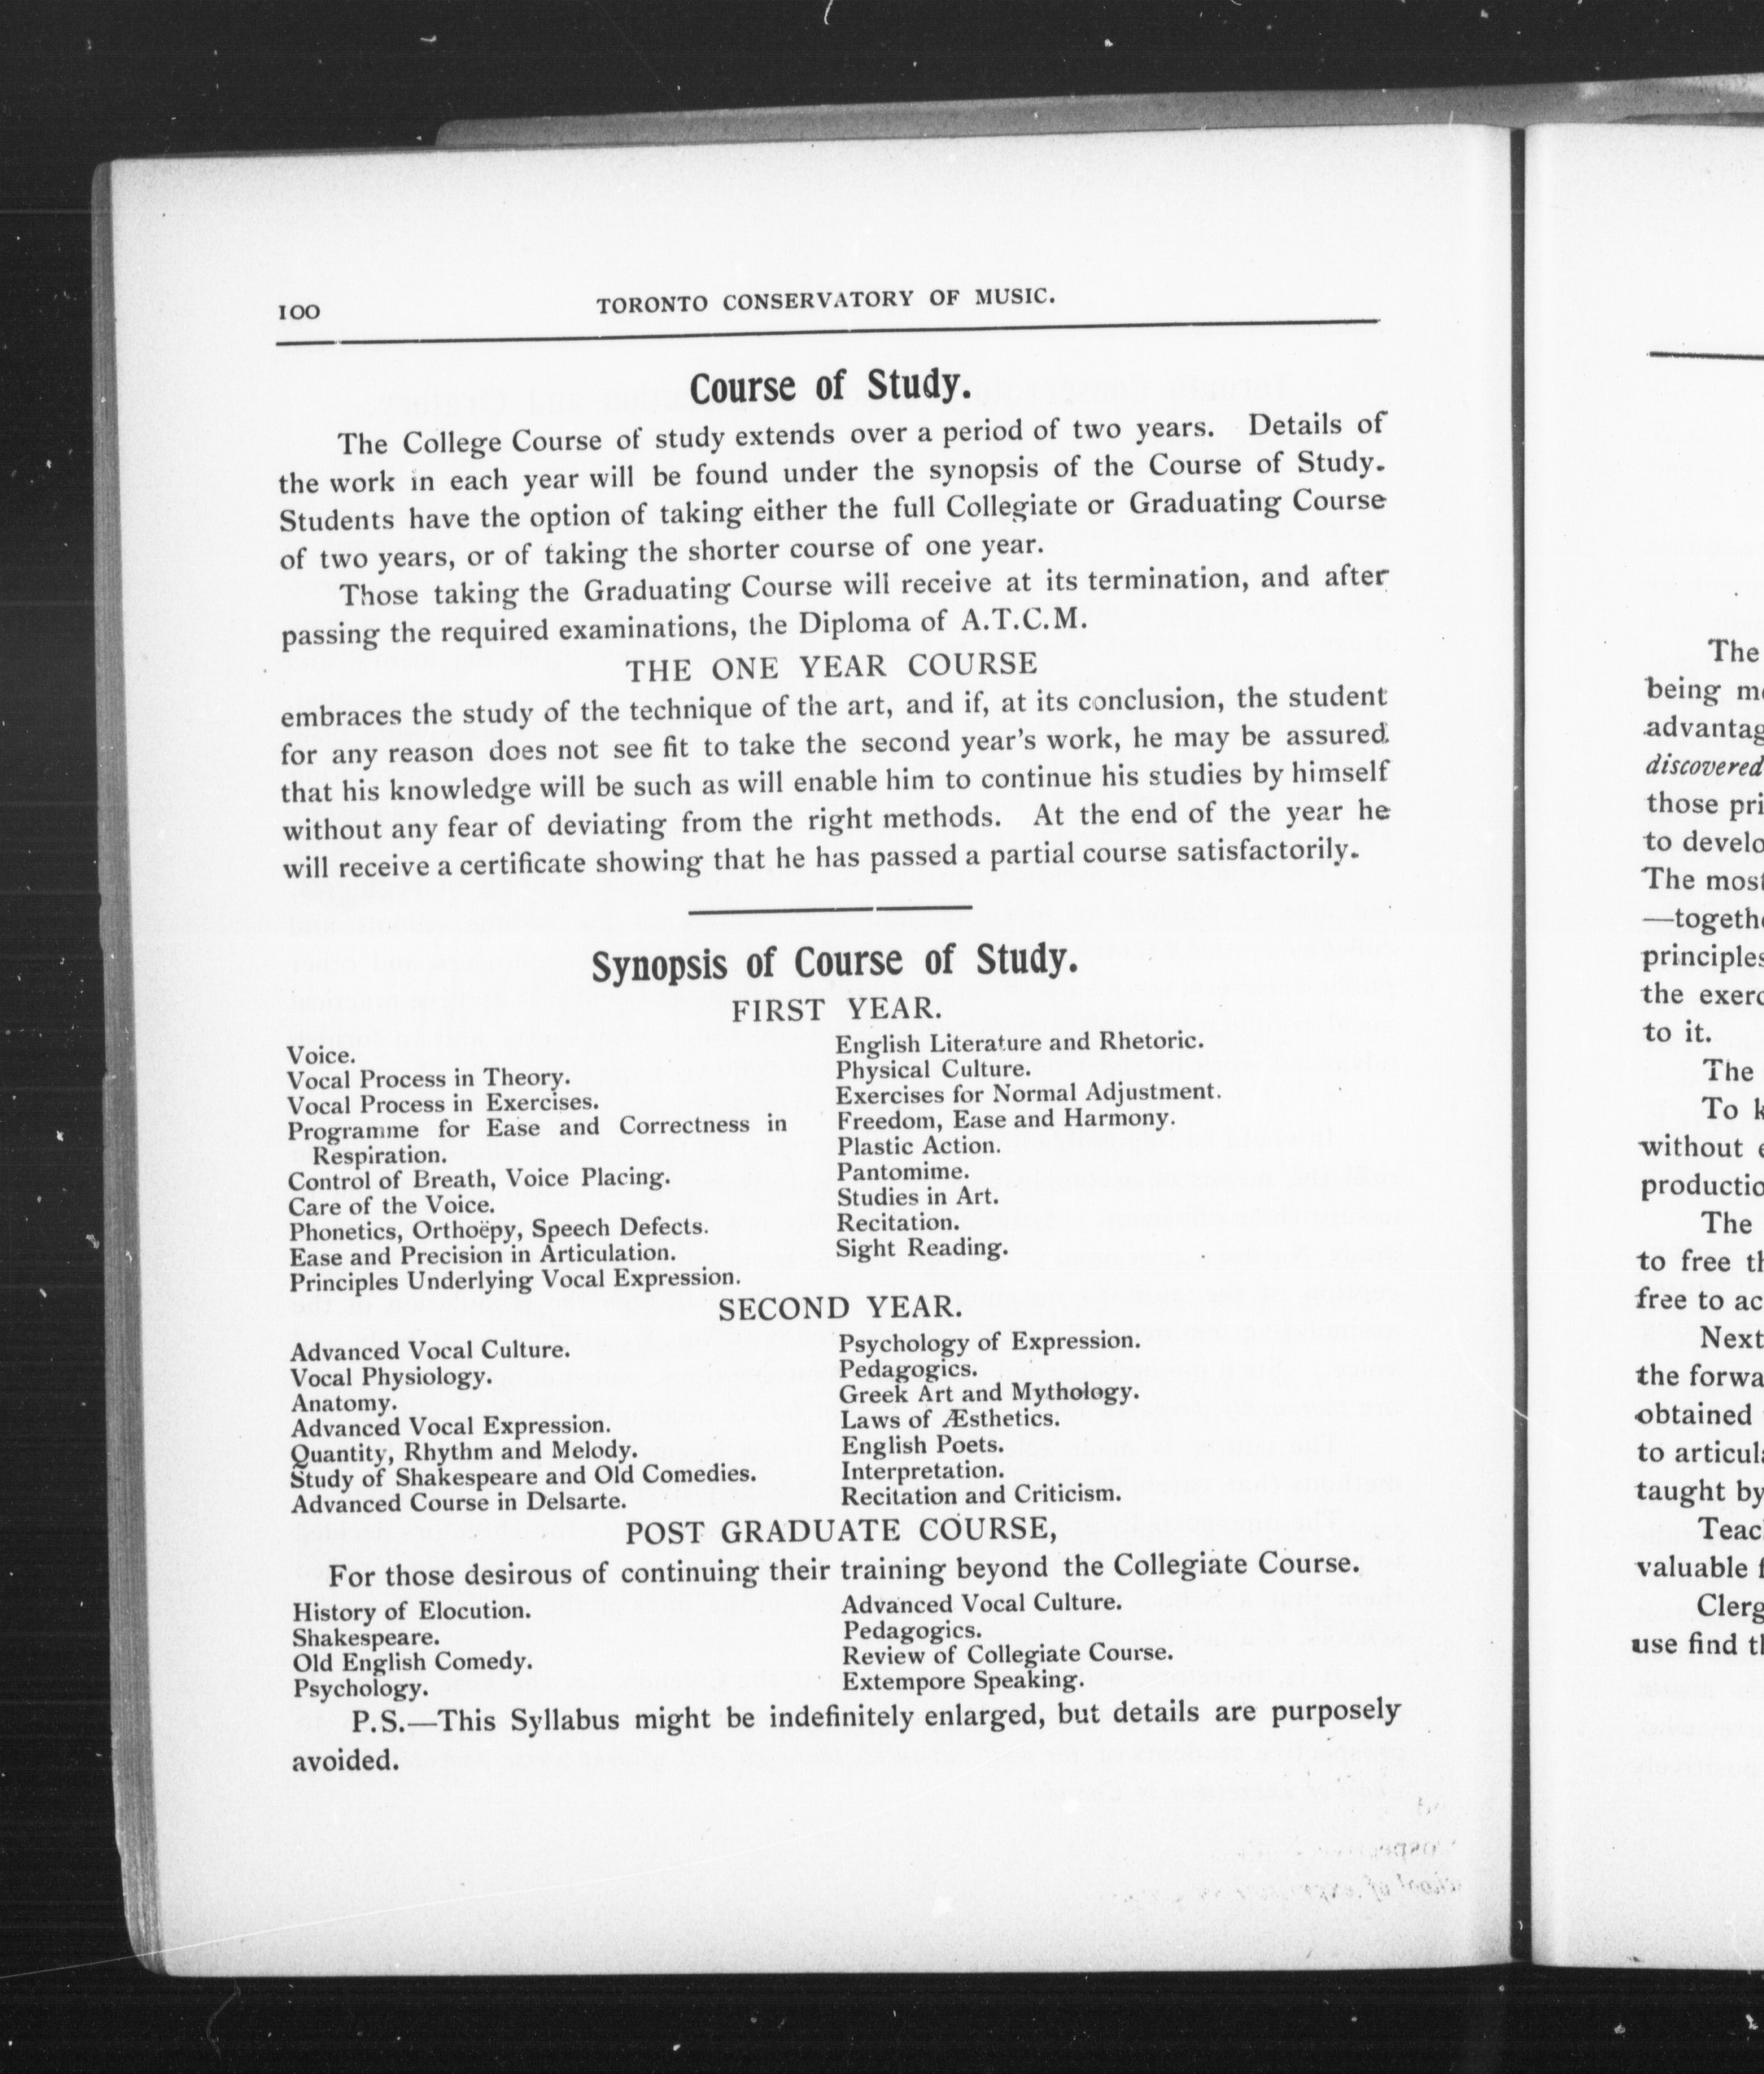 100
TORONTO CONSERVATORY OF MUSIC.
Course of Study.
The College Course of study extends over a period of two years. Details of
the work in each year will be found under the synopsis of the Course of Study.
Students have the option of taking either the full Collegiate or Graduating Course
of two years, or of taking the shorter course of one year.
Those taking the Graduating Course will receive at its termination, and after
passing the required examinations, the Diploma of A.T.C.M.
THE ONE YEAR COURSE
embraces the study of the technique of the art, and if, at its conclusion, the student
for any reason does not see fit to take the second year's work, he may be assured
that his knowledge will be such as will enable him to continue his studies by himself
without any fear of deviating from the right methods. At the end of the year he
will receive a certificate showing that he has passed a partial course satisfactorily.
Synopsis of Course of Study.
FIRST YEAR.
Voice.
Vocal Process in Theory.
Vocal Process in Exercises.
Programme for Ease and Correctness in
Respiration.
Control of Breath, Voice Placing.
Care of the Voice.
Phonetics, Orthoëpy, Speech Defects.
Ease and Precision in Articulation.
Principles Underlying Vocal Expression.
English Literature and Rhetoric.
Physical Culture.
Exercises for Normal Adjustment.
Freedom, Ease and Harmony.
Plastic Action.
Pantomime.
Studies in Art.
Recitation.
Sight Reading.
SECOND YEAR.
Advanced Vocal Culture.
Vocal Physiology.
Anatomy.
Advanced Vocal Expression.
Quantity, Rhythm and Melody.
Study of Shakespeare and Old Comedies.
Advanced Course in Delsarte.
Psychology of Expression.
Pedagogics.
Greek Art and Mythology.
Laws of Æsthetics.
English Poets.
Interpretation.
Recitation and Criticism.
POST GRADUATE COURSE,
For those desirous of continuing their training beyond the Collegiate Course.
History of Elocution.
Shakespeare.
Old English Comedy.
Psychology.
Advanced Vocal Culture.
Pedagogics.
Review of Collegiate Course.
Extempore Speaking.
P.S.—This Syllabus might be indefinitely enlarged, but details are purposely
avoided.
The
being
discovered
those
to
The
principles
the
to it.
The
To
without
The
to free
free to
Next
the
obtained
to
taught by
valuable
use find